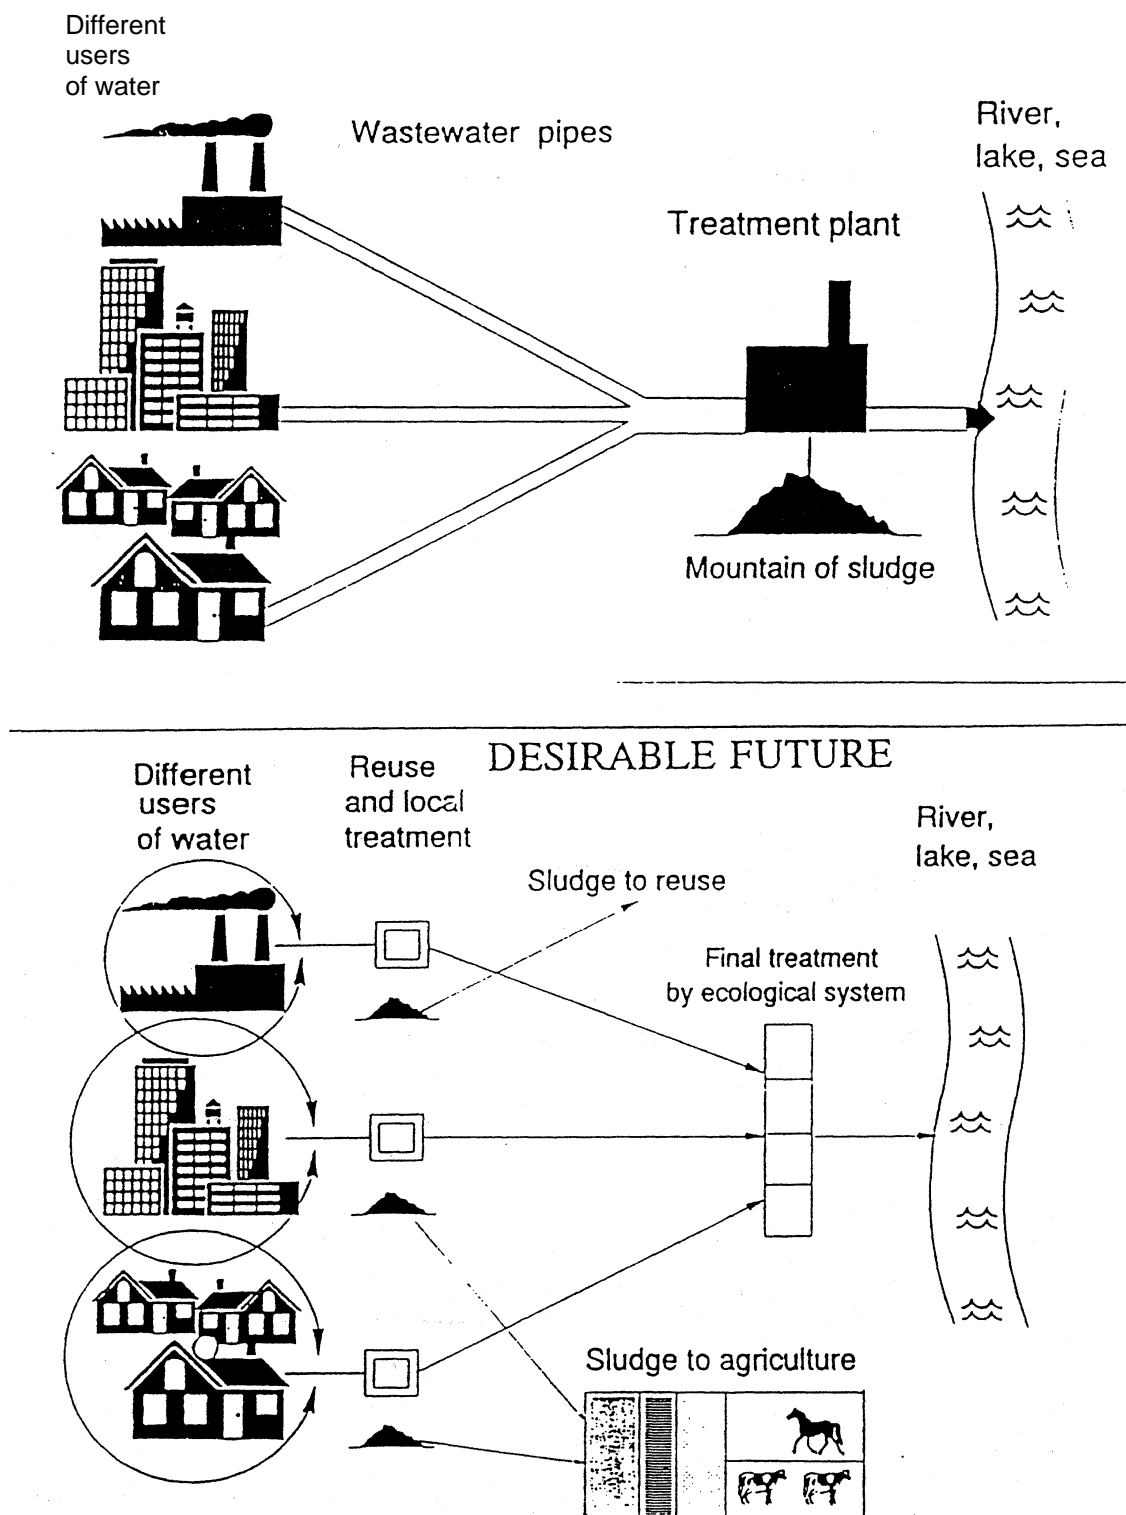 Different
users
of water
Wastewater pipes
River,
lake, sea
Treatment plant
Mountain of sludge
DESIRABLE FUTURE
Different
users
of water
Reuse
and local
treatment
River,
lake, sea
Sludge to reuse
Final treatment
by ecological system
Sludge to agriculture